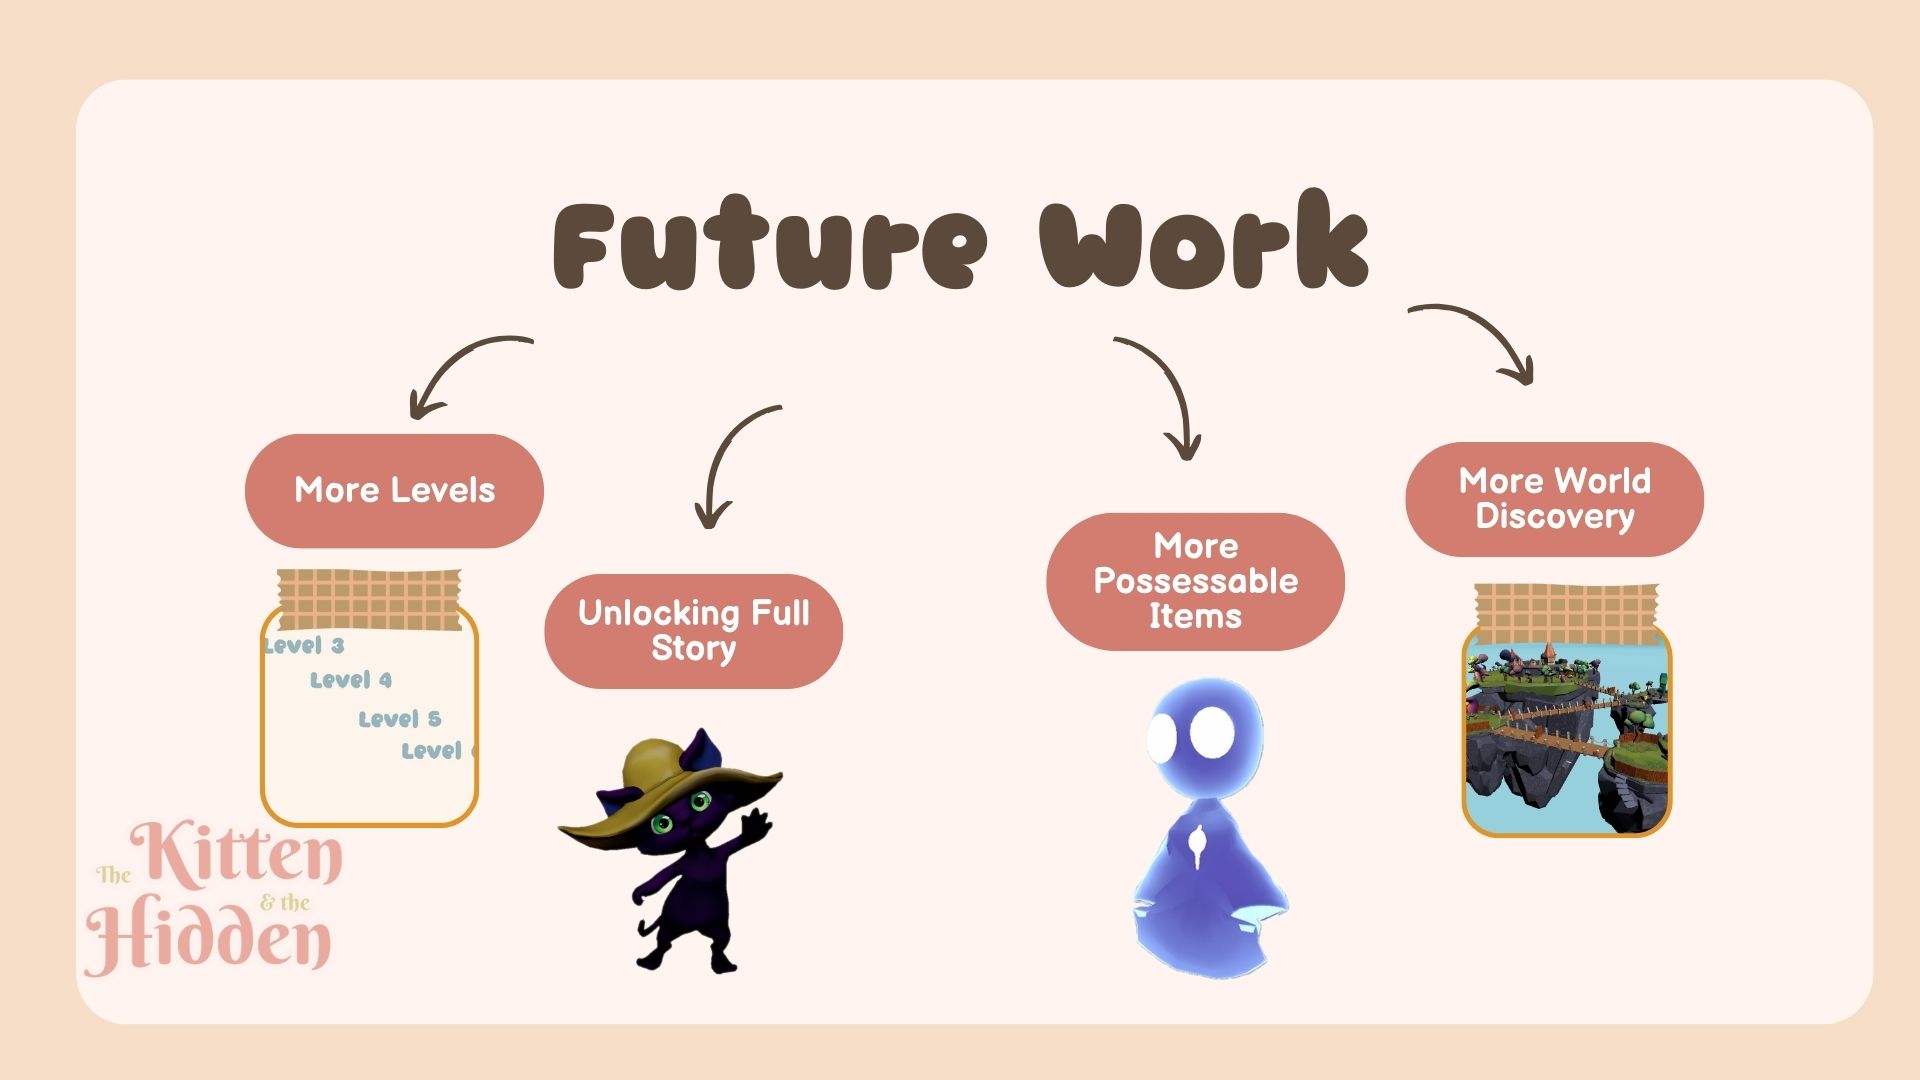 Future Work
More Levels
Level 3
Level 4
Level 5
Level
Unlocking Full
Story
More
Possessable
Items
More World
Discovery
The Kitten
& the
Hidden